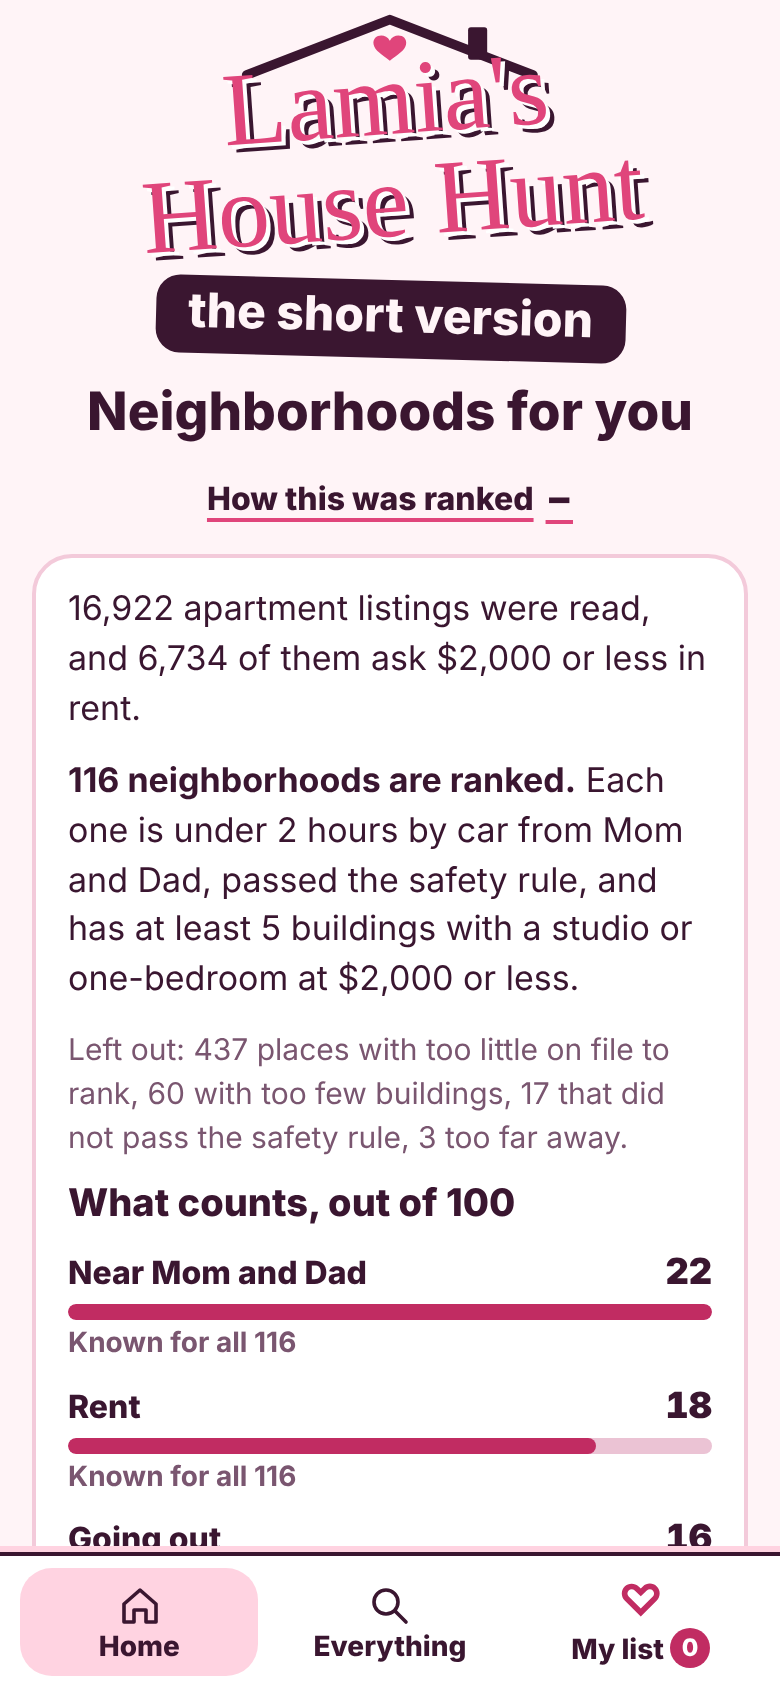 Lamia's
House Hunt
the short version
Neighborhoods for you
How this was ranked –
16,922 apartment listings were read,
and 6,734 of them ask $2,000 or less in
rent.
116 neighborhoods are ranked. Each
one is under 2 hours by car from Mom
and Dad, passed the safety rule, and
has at least 5 buildings with a studio or
one-bedroom at $2,000 or less.
Left out: 437 places with too little on file to
rank, 60 with too few buildings, 17 that did
not pass the safety rule, 3 too far away.
What counts, out of 100
Near Mom and Dad 22
Known for all 116
Rent 18
Known for all 116
Going out 16
Home Everything My list 0